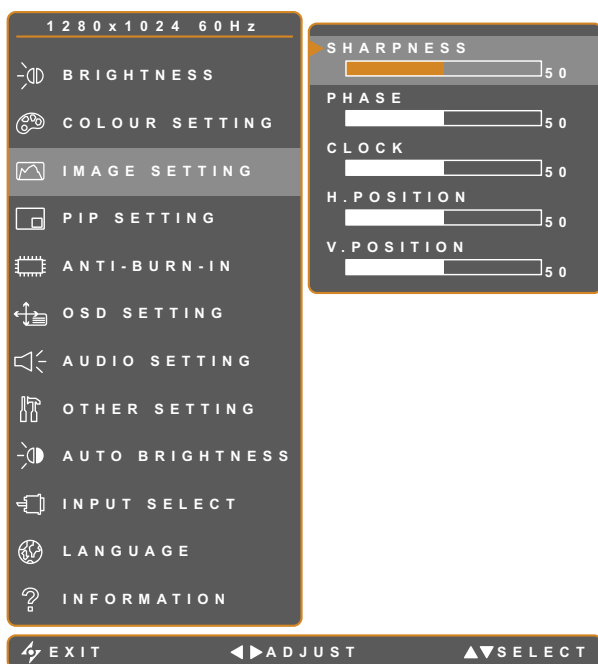 1280x1024 60Hz
BRIGHTNESS
COLOUR SETTING
IMAGE SETTING
PIP SETTING
ANTI-BURN-IN
OSD SETTING
AUDIO SETTING
OTHER SETTING
AUTO BRIGHTNESS
INPUT SELECT
LANGUAGE
INFORMATION
SHARPNESS
50
PHASE
50
CLOCK
50
H.POSITION
50
V.POSITION
50
EXIT ADJUST SELECT